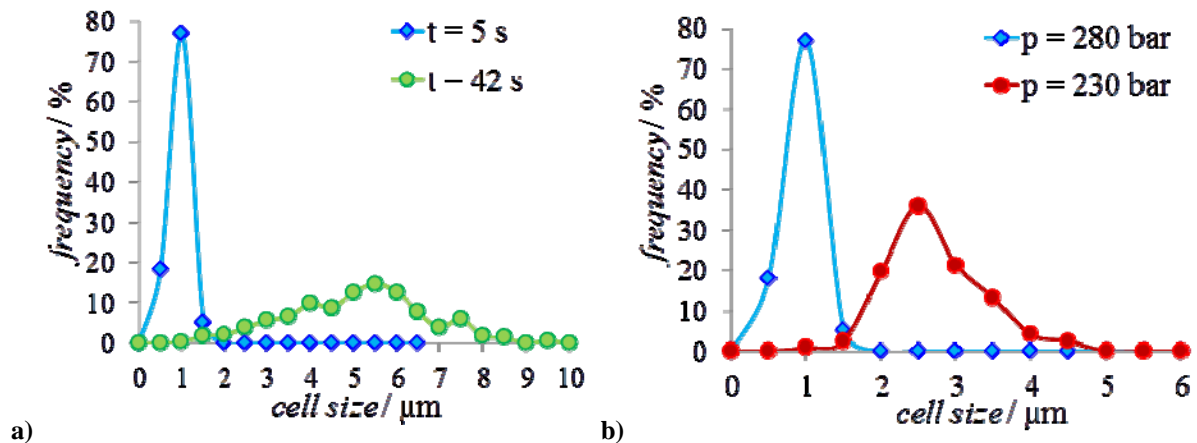 80
70
60
50
40
30
20
10
0
frequency / %
t = 5 s
t – 42 s
0 1 2 3 4 5 6 7 8 9 10
cell size / µm
a)
80
70
60
50
40
30
20
10
0
frequency / %
p = 280 bar
p = 230 bar
0 1 2 3 4 5 6
cell size / µm
b)